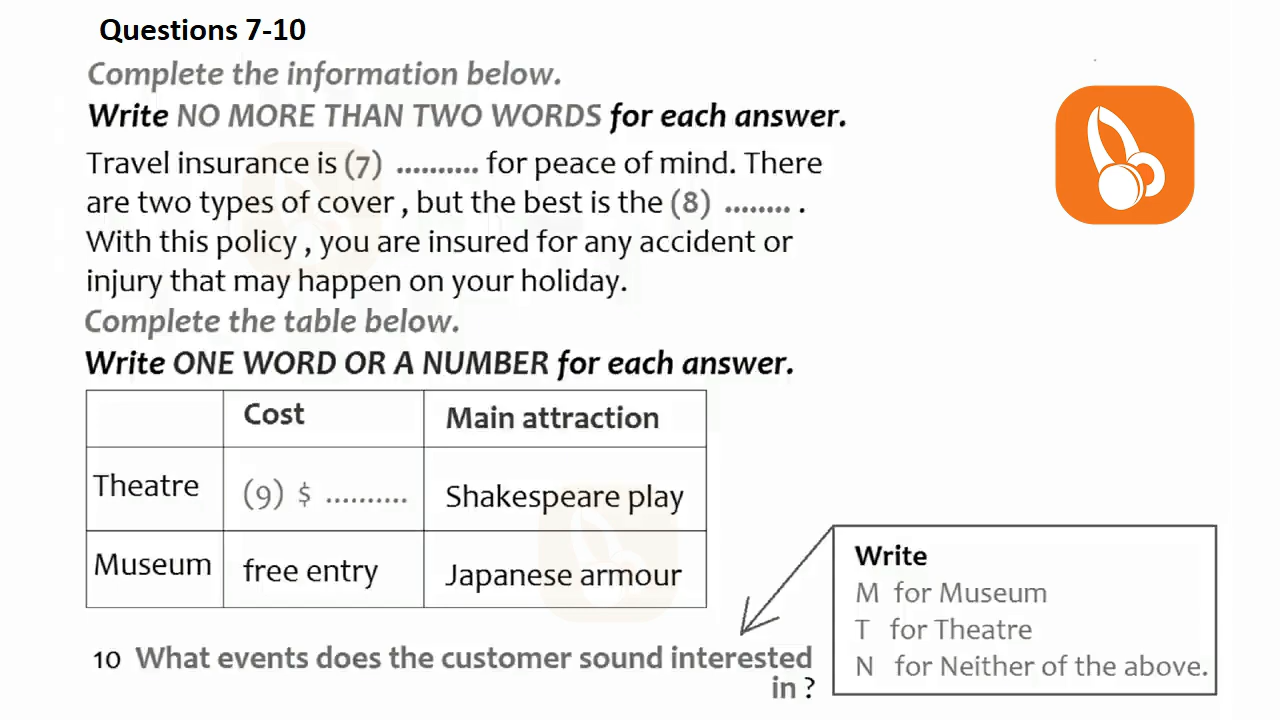 Questions 7-10
Complete the information below.
Write NO MORE THAN TWO WORDS for each answer.
Travel insurance is (7) .......... for peace of mind. There
are two types of cover , but the best is the (8) ........ .
With this policy , you are insured for any accident or
injury that may happen on your holiday.
Complete the table below.
Write ONE WORD OR A NUMBER for each answer.
Cost Main attraction
Theatre (9) $ .......... Shakespeare play
Museum free entry Japanese armour
10 What events does the customer sound interested
in ?
Write
M for Museum
T for Theatre
N for Neither of the above.